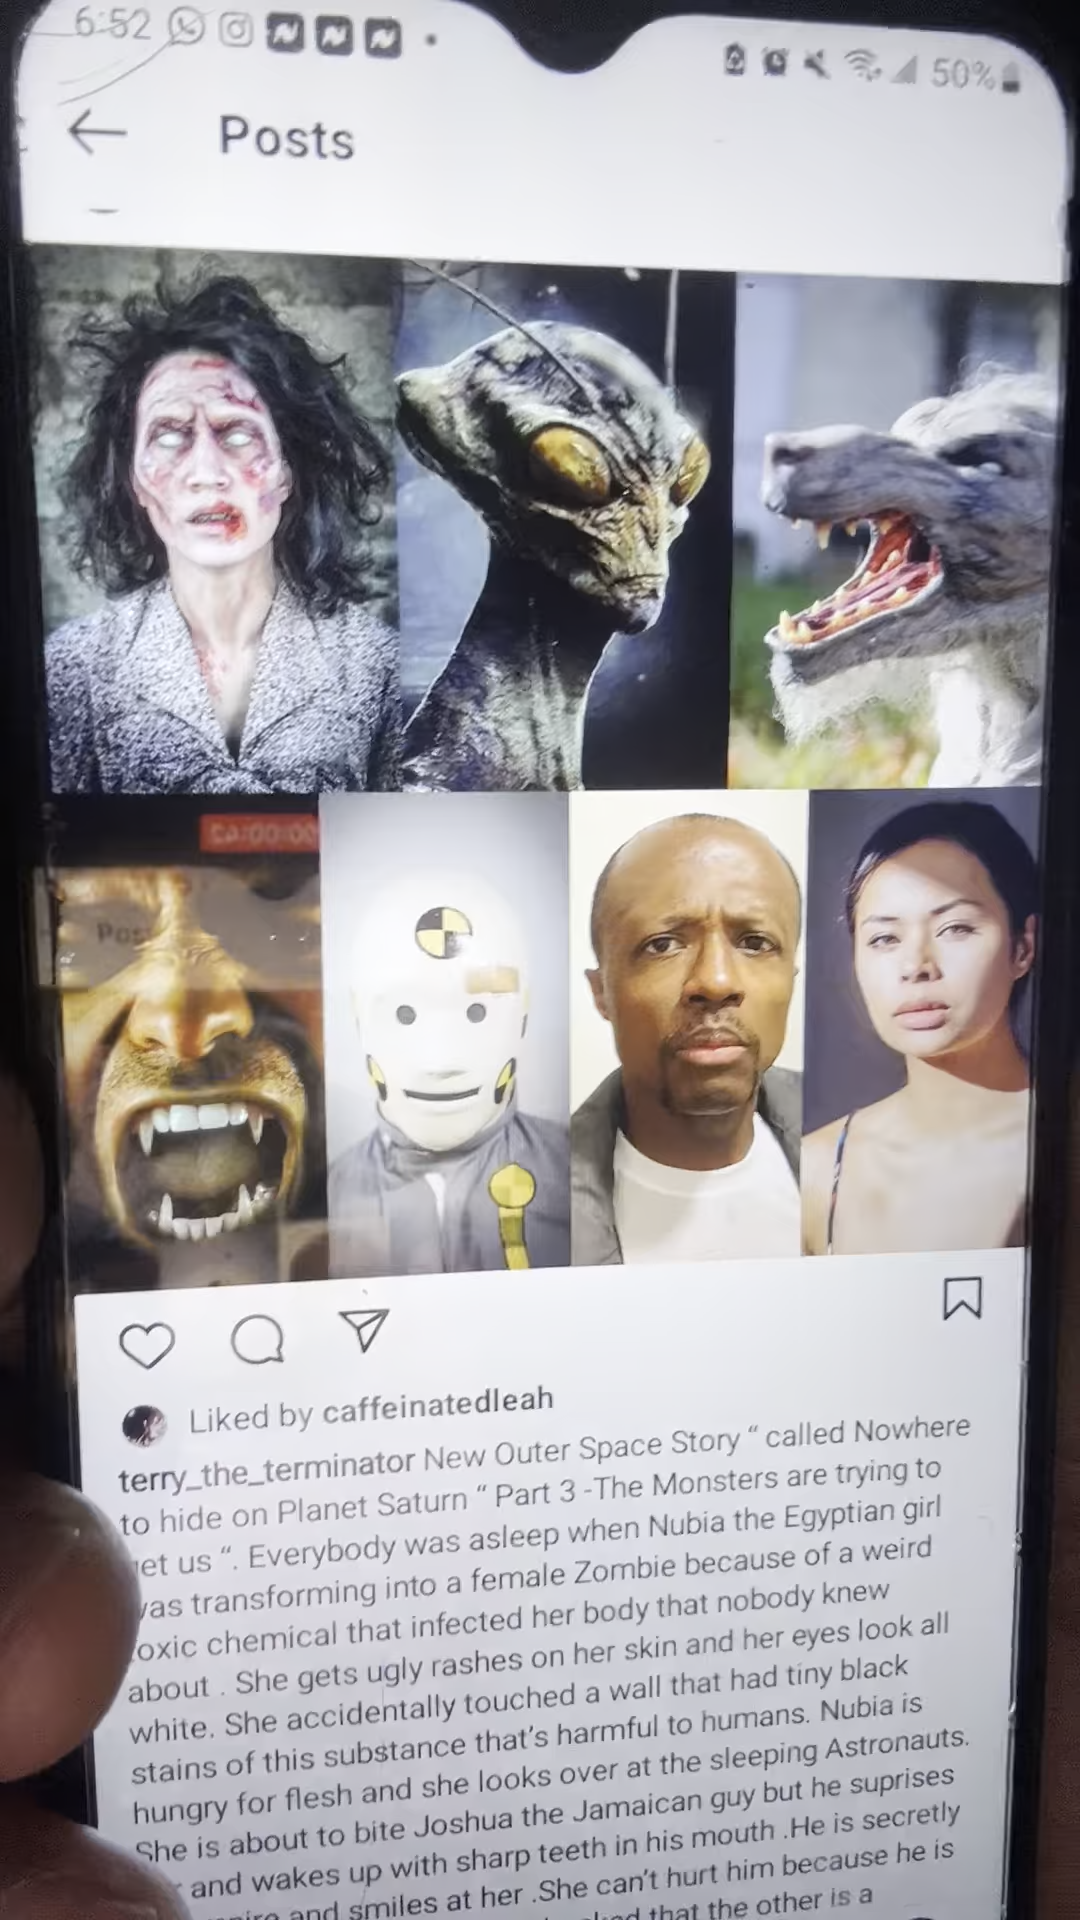 6:52
50%
Posts
Pos
Liked by caffeinatedleah
terry_the_terminator New Outer Space Story “ called Nowhere
to hide on Planet Saturn “ Part 3 -The Monsters are trying to
us “. Everybody was asleep when Nubia the Egyptian girl
transforming into a female Zombie because of a weird
chemical that infected her body that nobody knew
about . She gets ugly rashes on her skin and her eyes look all
white. She accidentally touched a wall that had tiny black
stains of this substance that’s harmful to humans. Nubia is
hungry for flesh and she looks over at the sleeping Astronauts.
She is about to bite Joshua the Jamaican guy but he suprises
and wakes up with sharp teeth in his mouth .He is secretly
and smiles at her .She can’t hurt him because he is
that the other is a